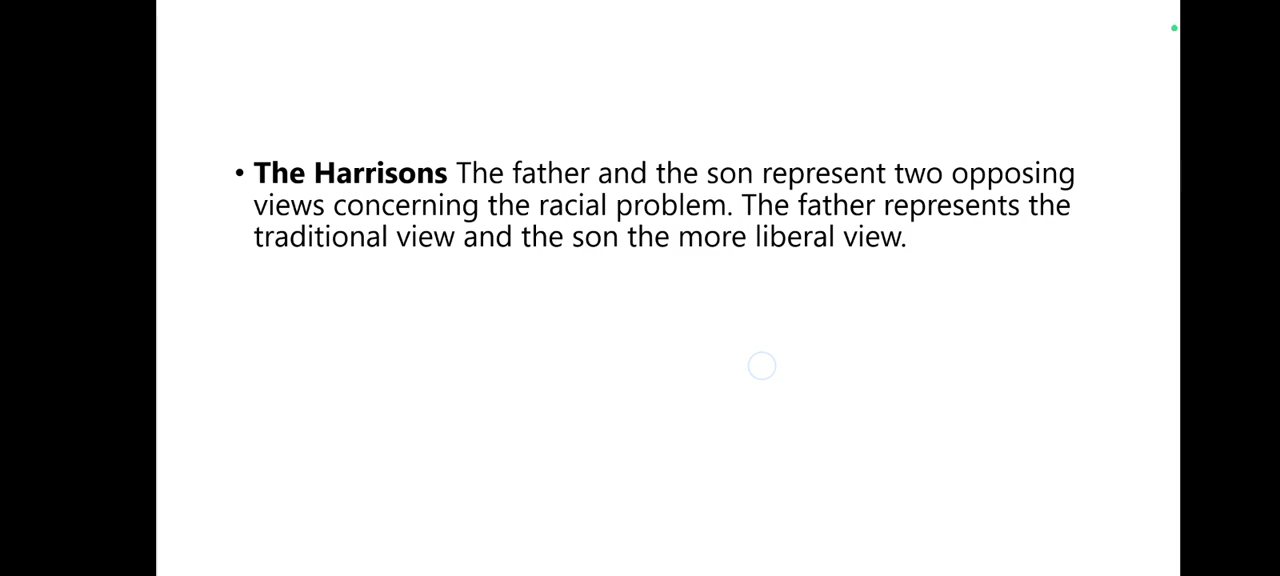 • The Harrisons The father and the son represent two opposing
views concerning the racial problem. The father represents the
traditional view and the son the more liberal view.